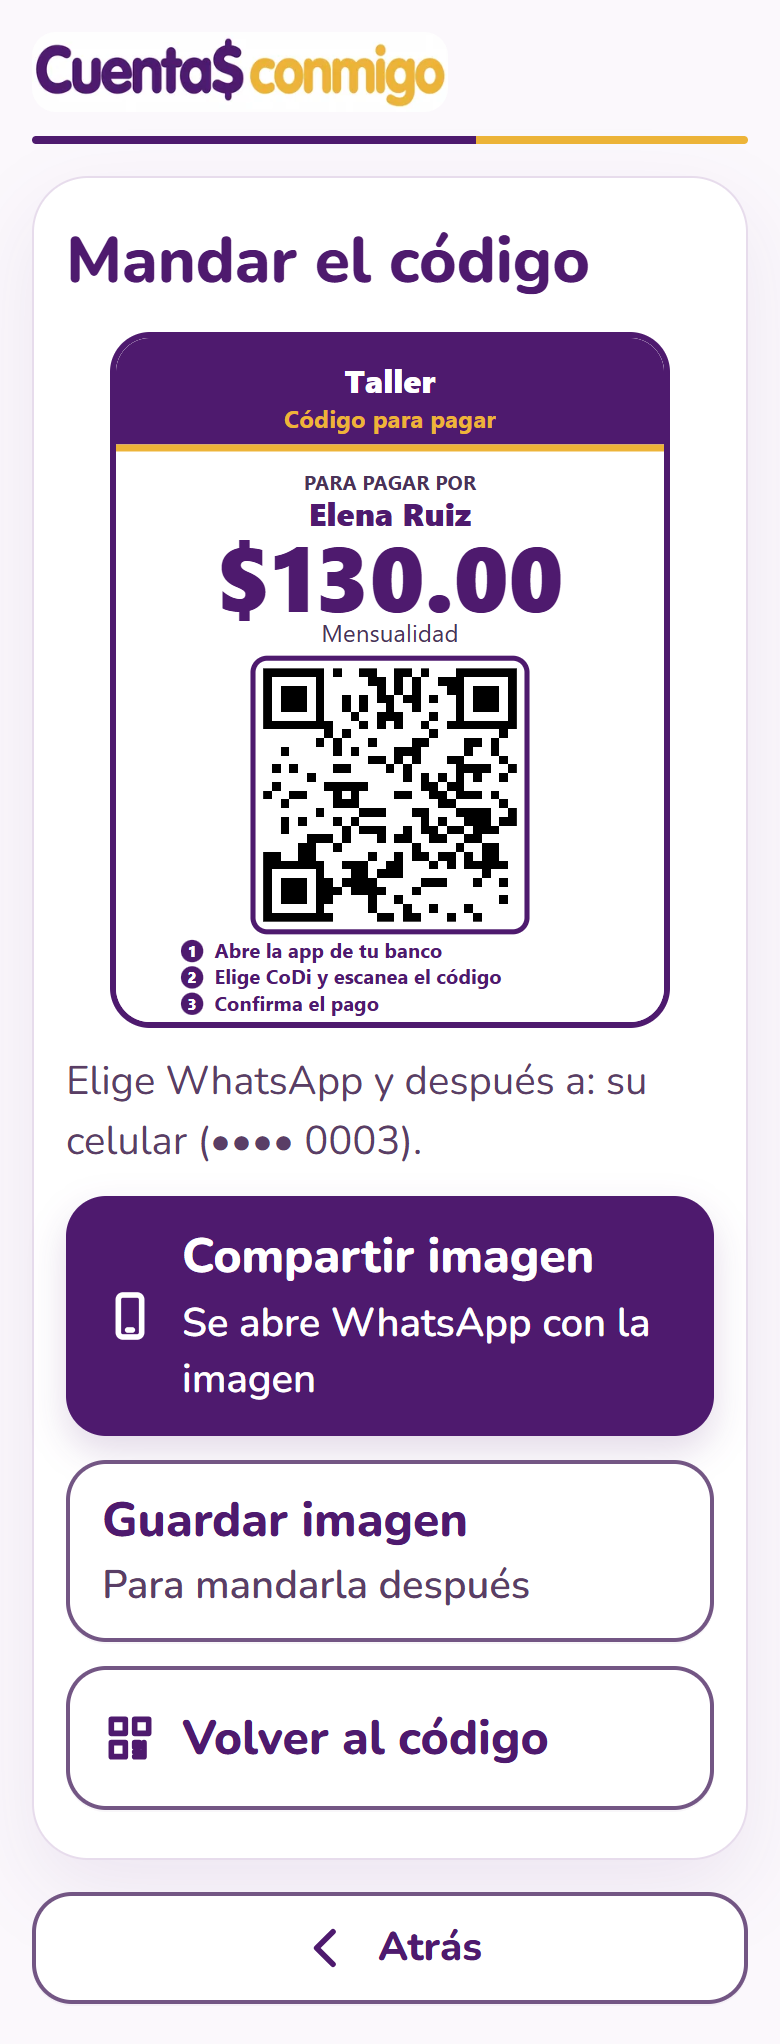 Cuenta$ conmigo
Mandar el código
Taller
Código para pagar
PARA PAGAR POR
Elena Ruiz
$130.00
Mensualidad
1 Abre la app de tu banco
2 Elige CoDi y escanea el código
3 Confirma el pago
Elige WhatsApp y después a: su
celular (•••• 0003).
Compartir imagen
Se abre WhatsApp con la
imagen
Guardar imagen
Para mandarla después
Volver al código
Atrás